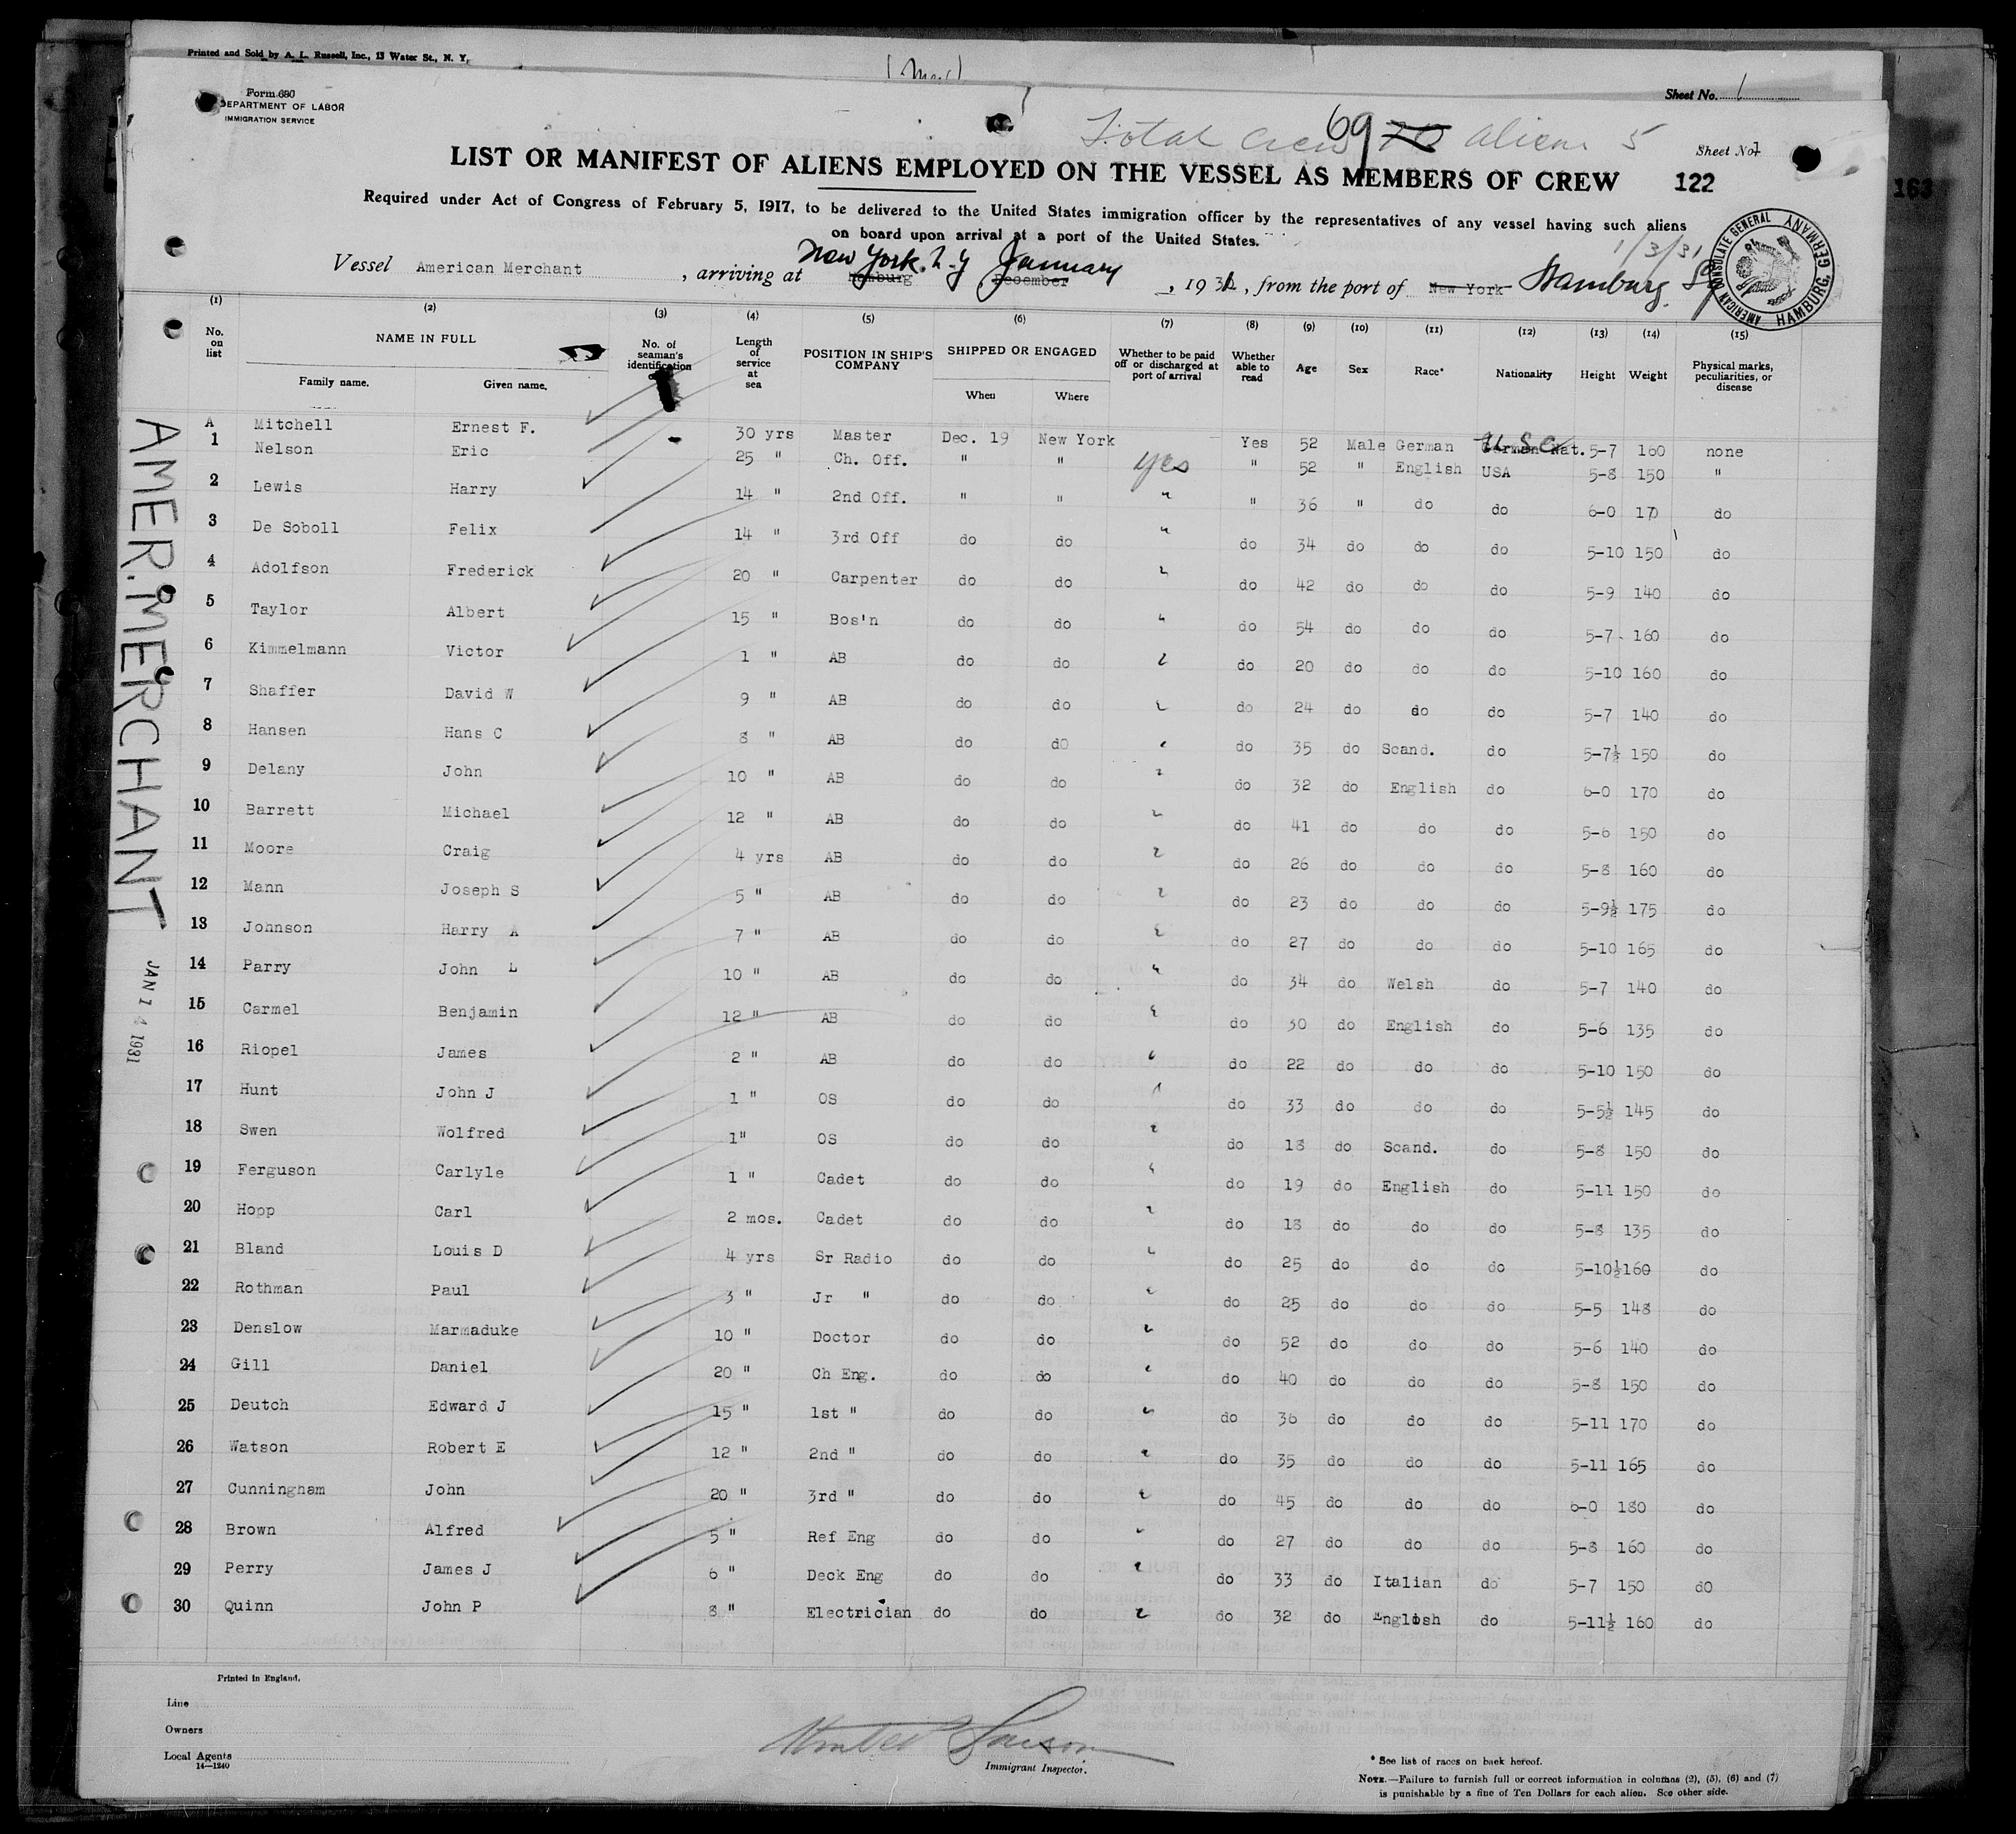 Printed and Sold by A. L. Russell, Inc., 13 Water St., N. Y.
Sheet No. 1
Form 680
DEPARTMENT OF LABOR
IMMIGRATION SERVICE
Total Crew 69 70 Aliens 5
Sheet No. 1
LIST OR MANIFEST OF ALIENS EMPLOYED ON THE VESSEL AS MEMBERS OF CREW 122
163
Required under Act of Congress of February 5, 1917, to be delivered to the United States immigration officer by the representatives of any vessel having such aliens
on board upon arrival at a port of the United States.
1/3/31
AMERICAN CONSULATE GENERAL HAMBURG, GERMANY
New York. N.Y January Hamburg
Vessel American Merchant, arriving at Hamburg December, 1931, from the port of New York
(1) (2) (3) (4) (5) (6) (7) (8) (9) (10) (11) (12) (13) (14) (15)
No. on list NAME IN FULL Family name. Given name. No. of seaman's identification Length of service at sea POSITION IN SHIP'S COMPANY SHIPPED OR ENGAGED When Where Whether to be paid off or discharged at port of arrival Whether able to read Age Sex Race* Nationality Height Weight Physical marks, peculiarities, or disease
A Mitchell Ernest F. 30 yrs Master Dec. 19 New York Yes 52 Male German German Nat. U.S.C. 5-7 160 none
1 Nelson Eric 25 " Ch. Off. " " yes " 52 " English USA 5-8 150 "
2 Lewis Harry 14 " 2nd Off. " " " " 36 " do do 6-0 170 do
3 De Soboll Felix 14 " 3rd Off do do " do 34 do do do 5-10 150 do
4 Adolfson Frederick 20 " Carpenter do do " do 42 do do do 5-9 140 do
5 Taylor Albert 15 " Bos'n do do " do 54 do do do 5-7 160 do
6 Kimmelmann Victor 1 " AB do do " do 20 do do do 5-10 160 do
7 Shaffer David W 9 " AB do do " do 24 do do do 5-7 140 do
8 Hansen Hans C 8 " AB do do " do 35 do Scand. do 5-7½ 150 do
9 Delany John 10 " AB do do " do 32 do English do 6-0 170 do
10 Barrett Michael 12 " AB do do " do 41 do do do 5-6 150 do
11 Moore Craig 4 yrs AB do do " do 26 do do do 5-8 160 do
12 Mann Joseph S 5 " AB do do " do 23 do do do 5-9½ 175 do
13 Johnson Harry A 7 " AB do do " do 27 do do do 5-10 165 do
14 Parry John L 10 " AB do do " do 34 do Welsh do 5-7 140 do
15 Carmel Benjamin 12 " AB do do " do 30 do English do 5-6 135 do
16 Riopel James 2 " AB do do " do 22 do do do 5-10 150 do
17 Hunt John J 1 " OS do do " do 33 do do do 5-5½ 145 do
18 Swen Wolfred 1 " OS do do " do 18 do Scand. do 5-8 150 do
19 Ferguson Carlyle 1 " Cadet do do " do 19 do English do 5-11 150 do
20 Hopp Carl 2 mos. Cadet do do " do 18 do do do 5-8 135 do
21 Bland Louis D 4 yrs Sr Radio do do " do 25 do do do 5-10½ 160 do
22 Rothman Paul 3 " Jr " do do " do 25 do do do 5-5 148 do
23 Denslow Marmaduke 10 " Doctor do do " do 52 do do do 5-6 140 do
24 Gill Daniel 20 " Ch Eng. do do " do 40 do do do 5-8 150 do
25 Deutch Edward J 15 " 1st " do do " do 36 do do do 5-11 170 do
26 Watson Robert E 12 " 2nd " do do " do 35 do do do 5-11 165 do
27 Cunningham John 20 " 3rd " do do " do 45 do do do 6-0 180 do
28 Brown Alfred 5 " Ref Eng do do " do 27 do do do 5-8 160 do
29 Perry James J 6 " Deck Eng do do " do 33 do Italian do 5-7 150 do
30 Quinn John P 8 " Electrician do do " do 32 do English do 5-11½ 160 do
AMER. MERCHANT
JAN 14 1931
Printed in England.
Line
Owners
Local Agents
14—1240
Immigrant Inspector.
* See list of races on back hereof.
NOTE.—Failure to furnish full or correct information in columns (2), (5), (6) and (7)
is punishable by a fine of Ten Dollars for each alien. See other side.